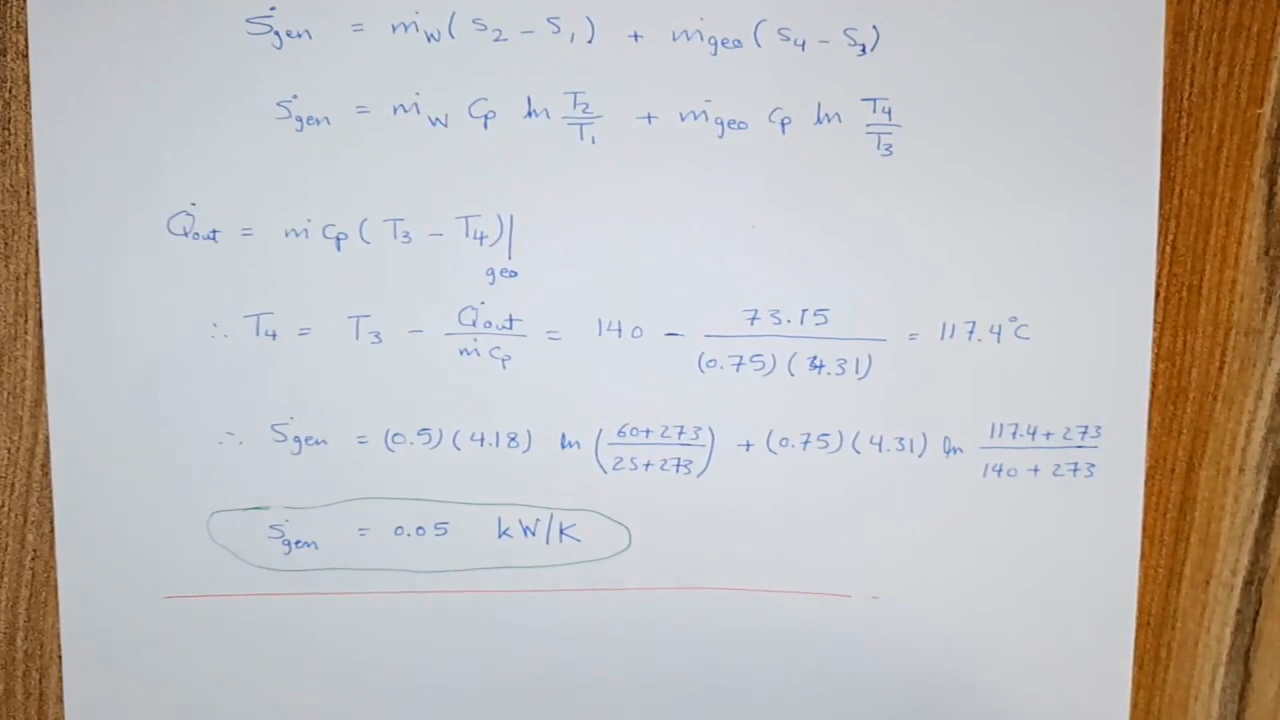 Ṡgen = ṁw ( s2 - s1 ) + ṁgeo ( s4 - s3 )
Ṡgen = ṁw Cp ln T2/T1 + ṁgeo Cp ln T4/T3
Q̇out = ṁ Cp ( T3 - T4 )|geo
∴ T4 = T3 - Q̇out/ṁ Cp = 140 - 73.15/(0.75)(4.31) = 117.4°C
∴ Ṡgen = (0.5)(4.18) ln (60+273/25+273) + (0.75)(4.31) ln 117.4+273/140+273
Ṡgen = 0.05 kW/K